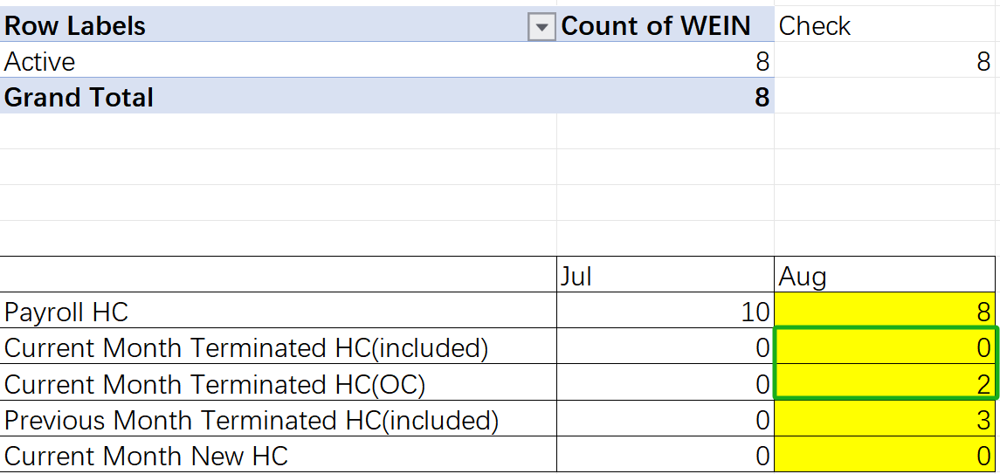 Row Labels Count of WEIN Check
Active 8 8
Grand Total 8
Jul Aug
Payroll HC 10 8
Current Month Terminated HC(included) 0 0
Current Month Terminated HC(OC) 0 2
Previous Month Terminated HC(included) 0 3
Current Month New HC 0 0